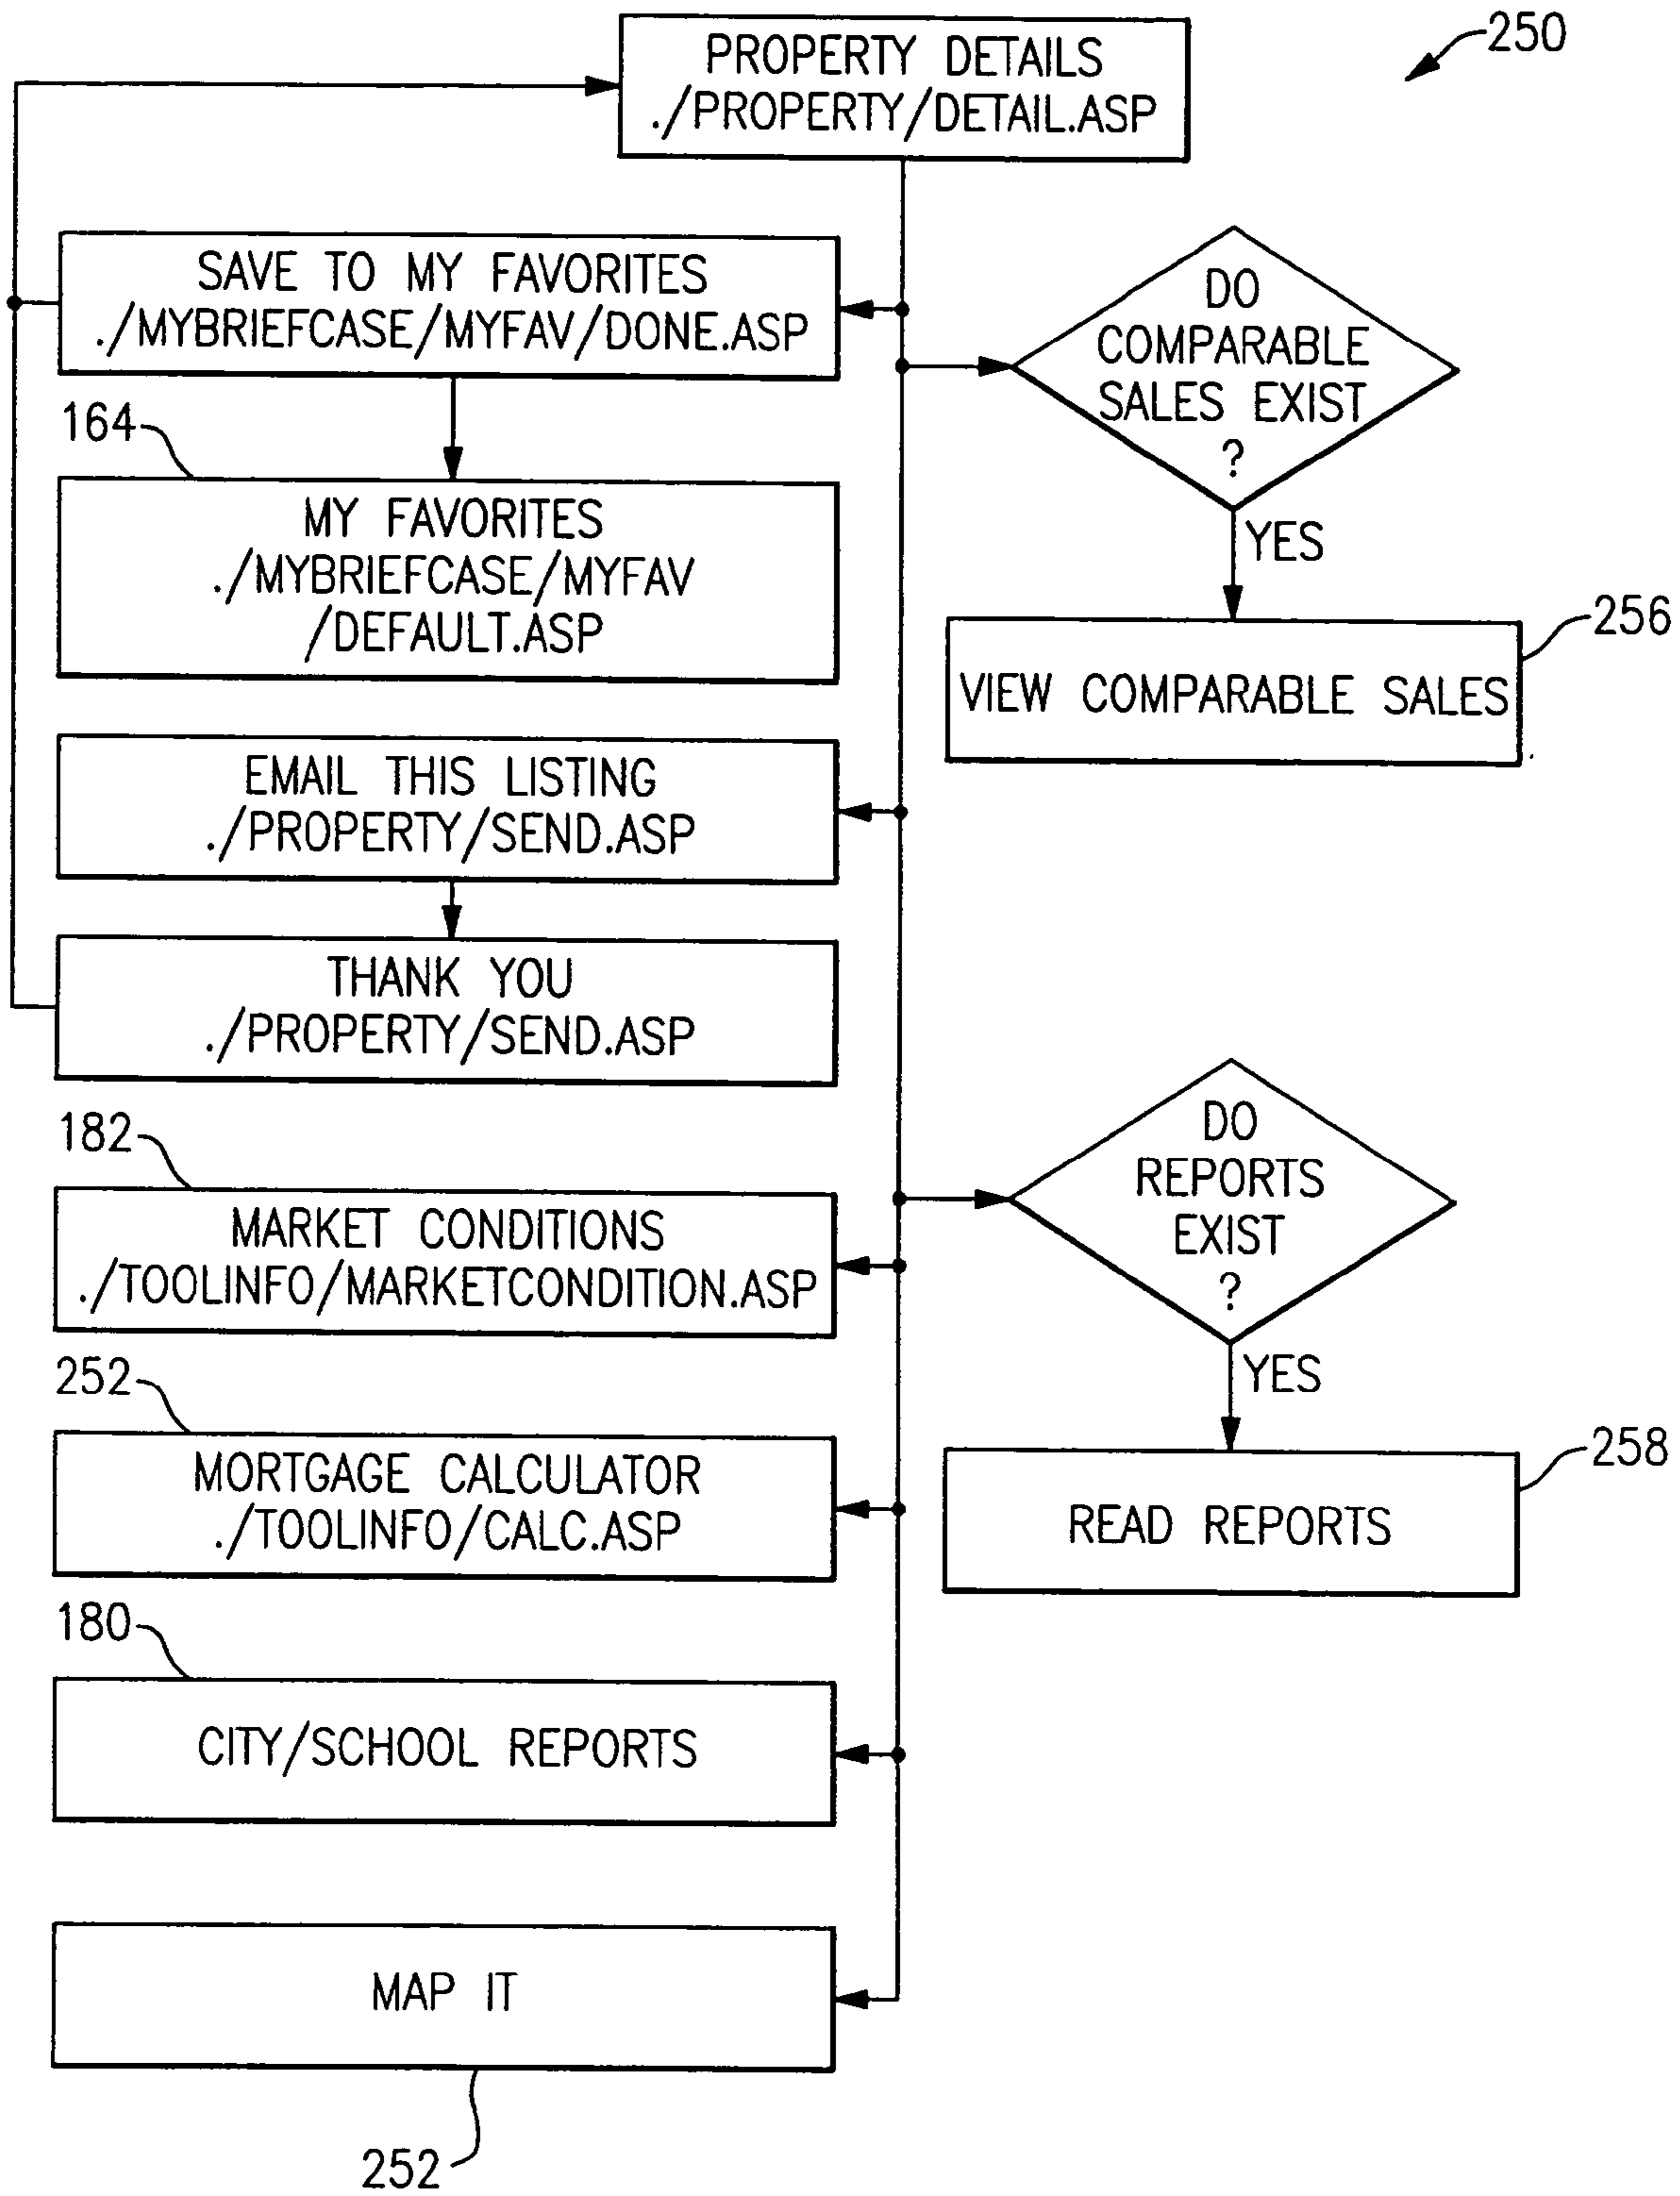 250
PROPERTY DETAILS
./PROPERTY/DETAIL.ASP
SAVE TO MY FAVORITES
./MYBRIEFCASE/MYFAV/DONE.ASP
DO
COMPARABLE
SALES EXIST
?
YES
164
MY FAVORITES
./MYBRIEFCASE/MYFAV
/DEFAULT.ASP
256
VIEW COMPARABLE SALES
EMAIL THIS LISTING
./PROPERTY/SEND.ASP
THANK YOU
./PROPERTY/SEND.ASP
182
MARKET CONDITIONS
./TOOLINFO/MARKETCONDITION.ASP
DO
REPORTS
EXIST
?
YES
252
MORTGAGE CALCULATOR
./TOOLINFO/CALC.ASP
258
READ REPORTS
180
CITY/SCHOOL REPORTS
MAP IT
252